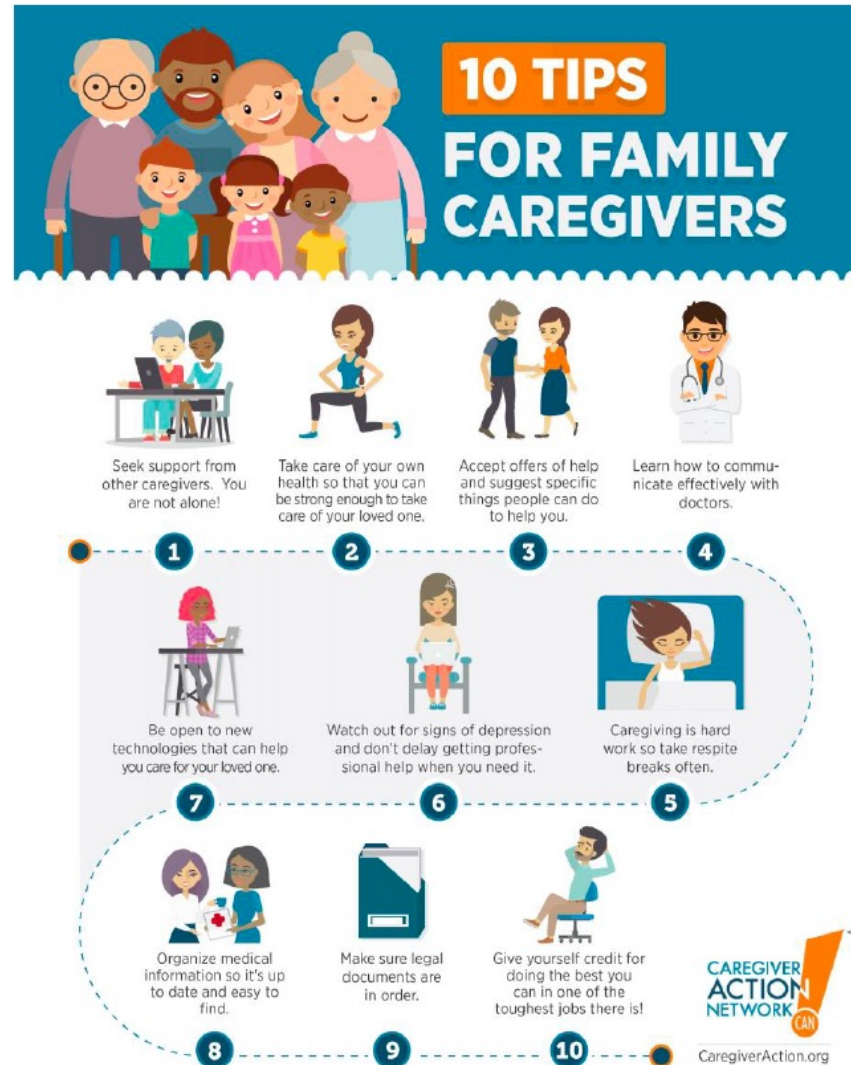 10 TIPS
FOR FAMILY
CAREGIVERS
Seek support from
other caregivers. You
are not alone!
1
Take care of your own
health so that you can
be strong enough to take
care of your loved one.
2
Accept offers of help
and suggest specific
things people can do
to help you.
3
Learn how to commu-
nicate effectively with
doctors.
4
Caregiving is hard
work so take respite
breaks often.
5
Watch out for signs of depression
and don't delay getting profes-
sional help when you need it.
6
Be open to new
technologies that can help
you care for your loved one.
7
Organize medical
information so it's up
to date and easy to
find.
8
Make sure legal
documents are
in order.
9
Give yourself credit for
doing the best you
can in one of the
toughest jobs there is!
10
CAREGIVER
ACTION
NETWORK
CAN
CaregiverAction.org